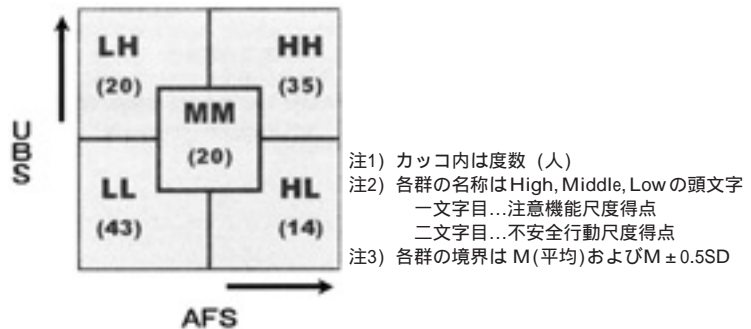 LH
(20)
HH
(35)
MM
(20)
LL
(43)
HL
(14)
UBS
AFS
注1) カッコ内は度数 (人)
注2) 各群の名称はHigh, Middle, Lowの頭文字
一文字目…注意機能尺度得点
二文字目…不安全行動尺度得点
注3) 各群の境界は M(平均)およびM±0.5SD